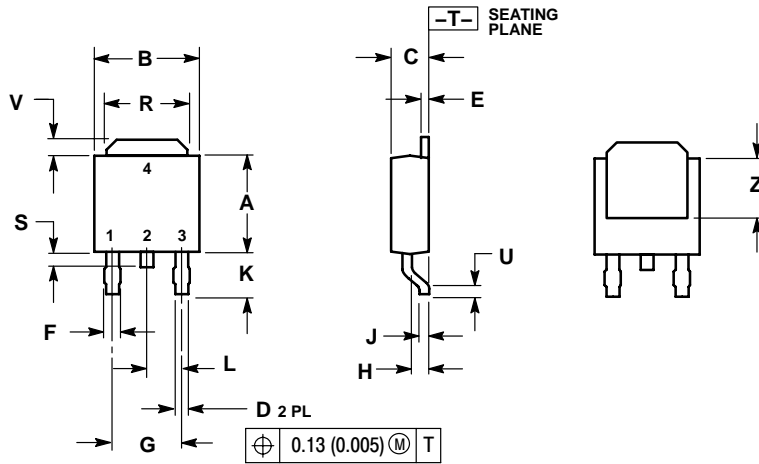 –T–
SEATING
PLANE
B
C
V
R
E
4
Z
A
S
1 2 3
K
U
F
J
L
H
D 2 PL
G
⌖ 0.13 (0.005) Ⓜ T